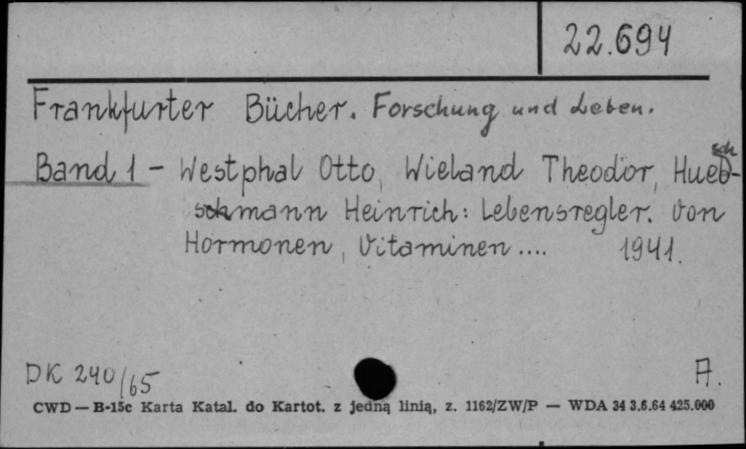 22.694
Frankfurter Bücher. Forschung und Leben.
Band 1 - Westphal Otto, Wieland Theodor, Huebsch-
mann Heinrich: Lebensregler. Von
Hormonen, Vitaminen .... 1941.
DK 240/65
A.
CWD — B-15c Karta Katal. do Kartot. z jedną linią, z. 1162/ZW/P — WDA 34 3.6.64 425.000